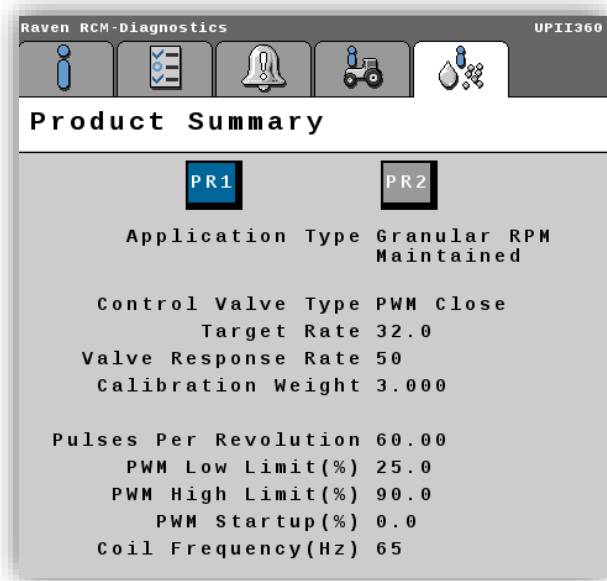 Raven RCM-Diagnostics UPII360
Product Summary
PR1 PR2
Application Type Granular RPM
Maintained
Control Valve Type PWM Close
Target Rate 32.0
Valve Response Rate 50
Calibration Weight 3.000
Pulses Per Revolution 60.00
PWM Low Limit(%) 25.0
PWM High Limit(%) 90.0
PWM Startup(%) 0.0
Coil Frequency(Hz) 65